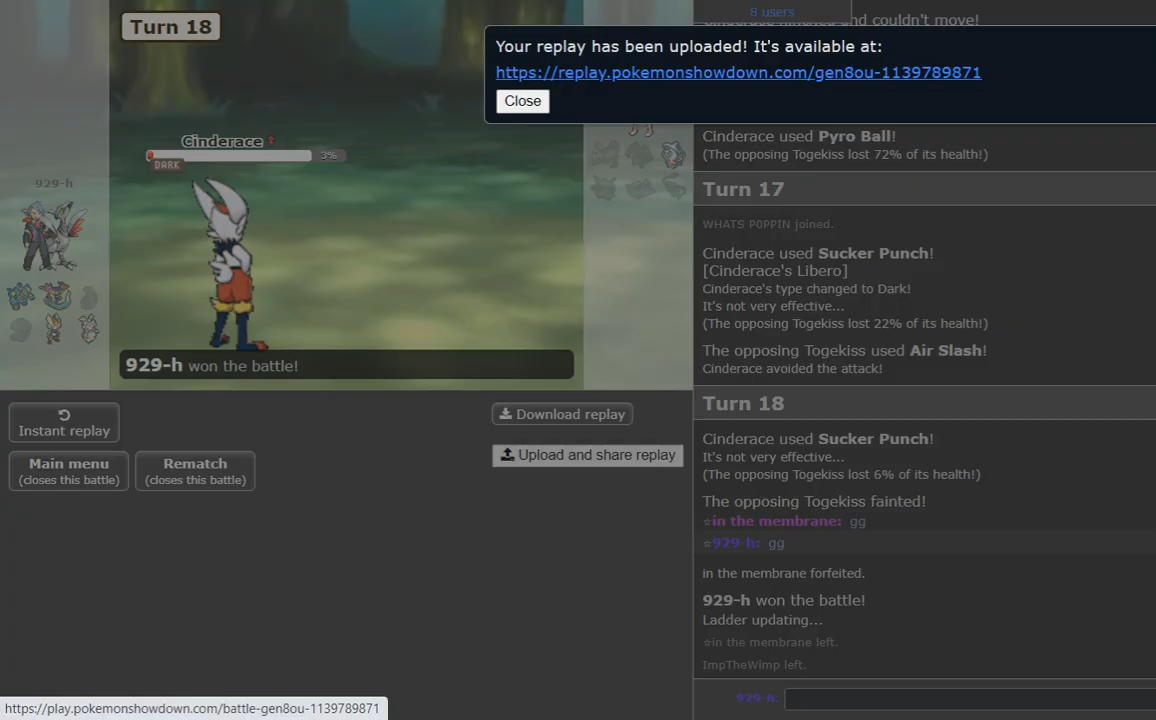 Turn 18
Cinderace
3%
DARK
929-h
929-h won the battle!
Instant replay
Main menu
(closes this battle)
Rematch
(closes this battle)
Download replay
Upload and share replay
8 users
and couldn't move!
Your replay has been uploaded! It's available at:
https://replay.pokemonshowdown.com/gen8ou-1139789871
Close
Cinderace used Pyro Ball!
(The opposing Togekiss lost 72% of its health!)
Turn 17
WHATS P0PPIN joined.
Cinderace used Sucker Punch!
[Cinderace's Libero]
Cinderace's type changed to Dark!
It's not very effective...
(The opposing Togekiss lost 22% of its health!)
The opposing Togekiss used Air Slash!
Cinderace avoided the attack!
Turn 18
Cinderace used Sucker Punch!
It's not very effective...
(The opposing Togekiss lost 6% of its health!)
The opposing Togekiss fainted!
☆in the membrane: gg
☆929-h: gg
in the membrane forfeited.
929-h won the battle!
Ladder updating...
☆in the membrane left.
ImpTheWimp left.
929-h:
https://play.pokemonshowdown.com/battle-gen8ou-1139789871